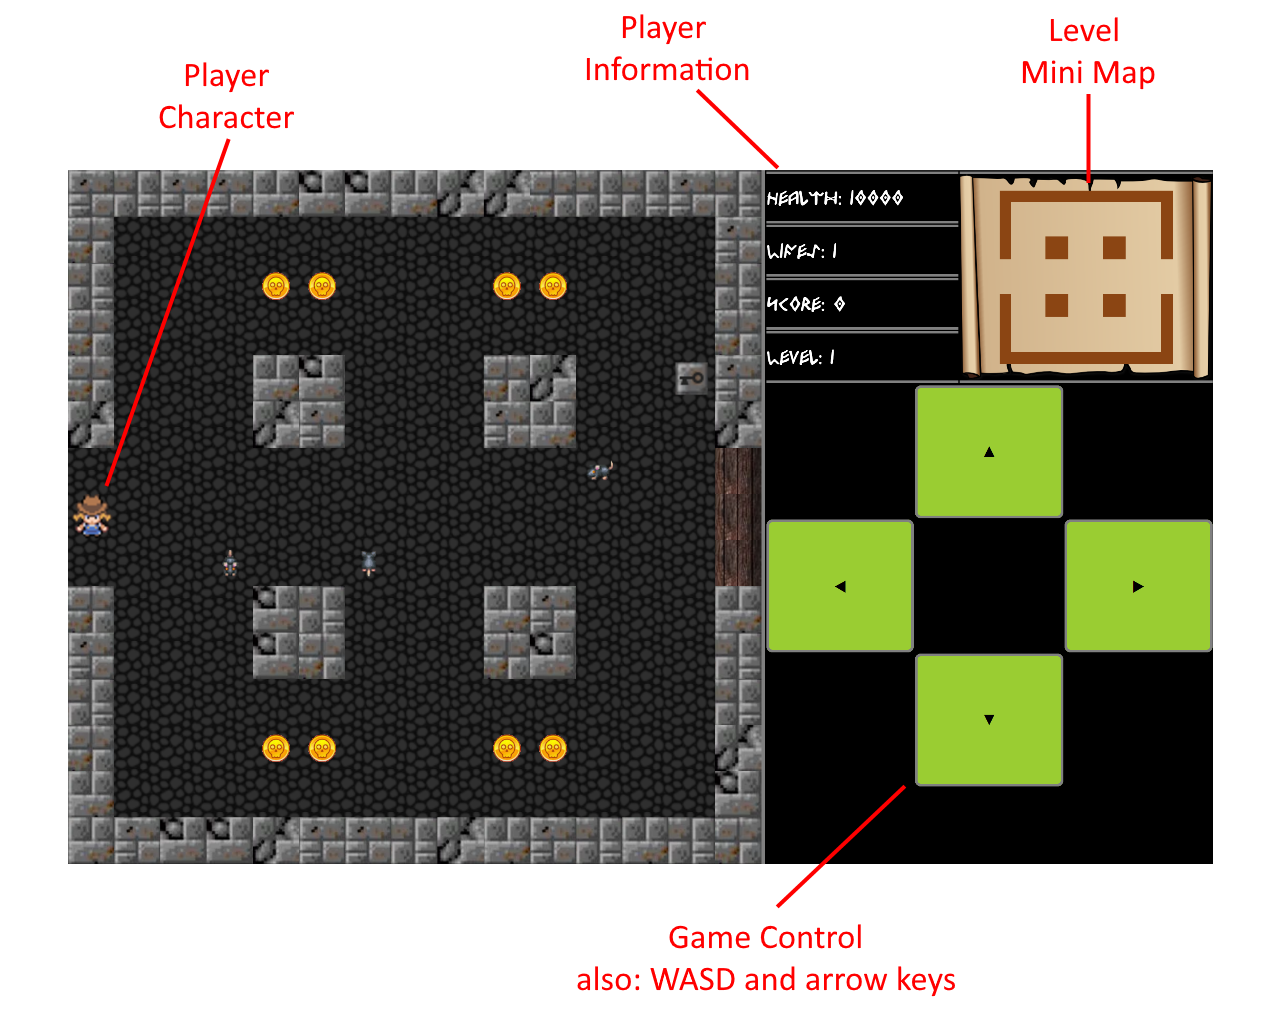 Player
Information
Level
Mini Map
Player
Character
HEALTH: 10000
LIFES: 1
SCORE: 0
LEVEL: 1
▲
◄
►
▼
Game Control
also: WASD and arrow keys